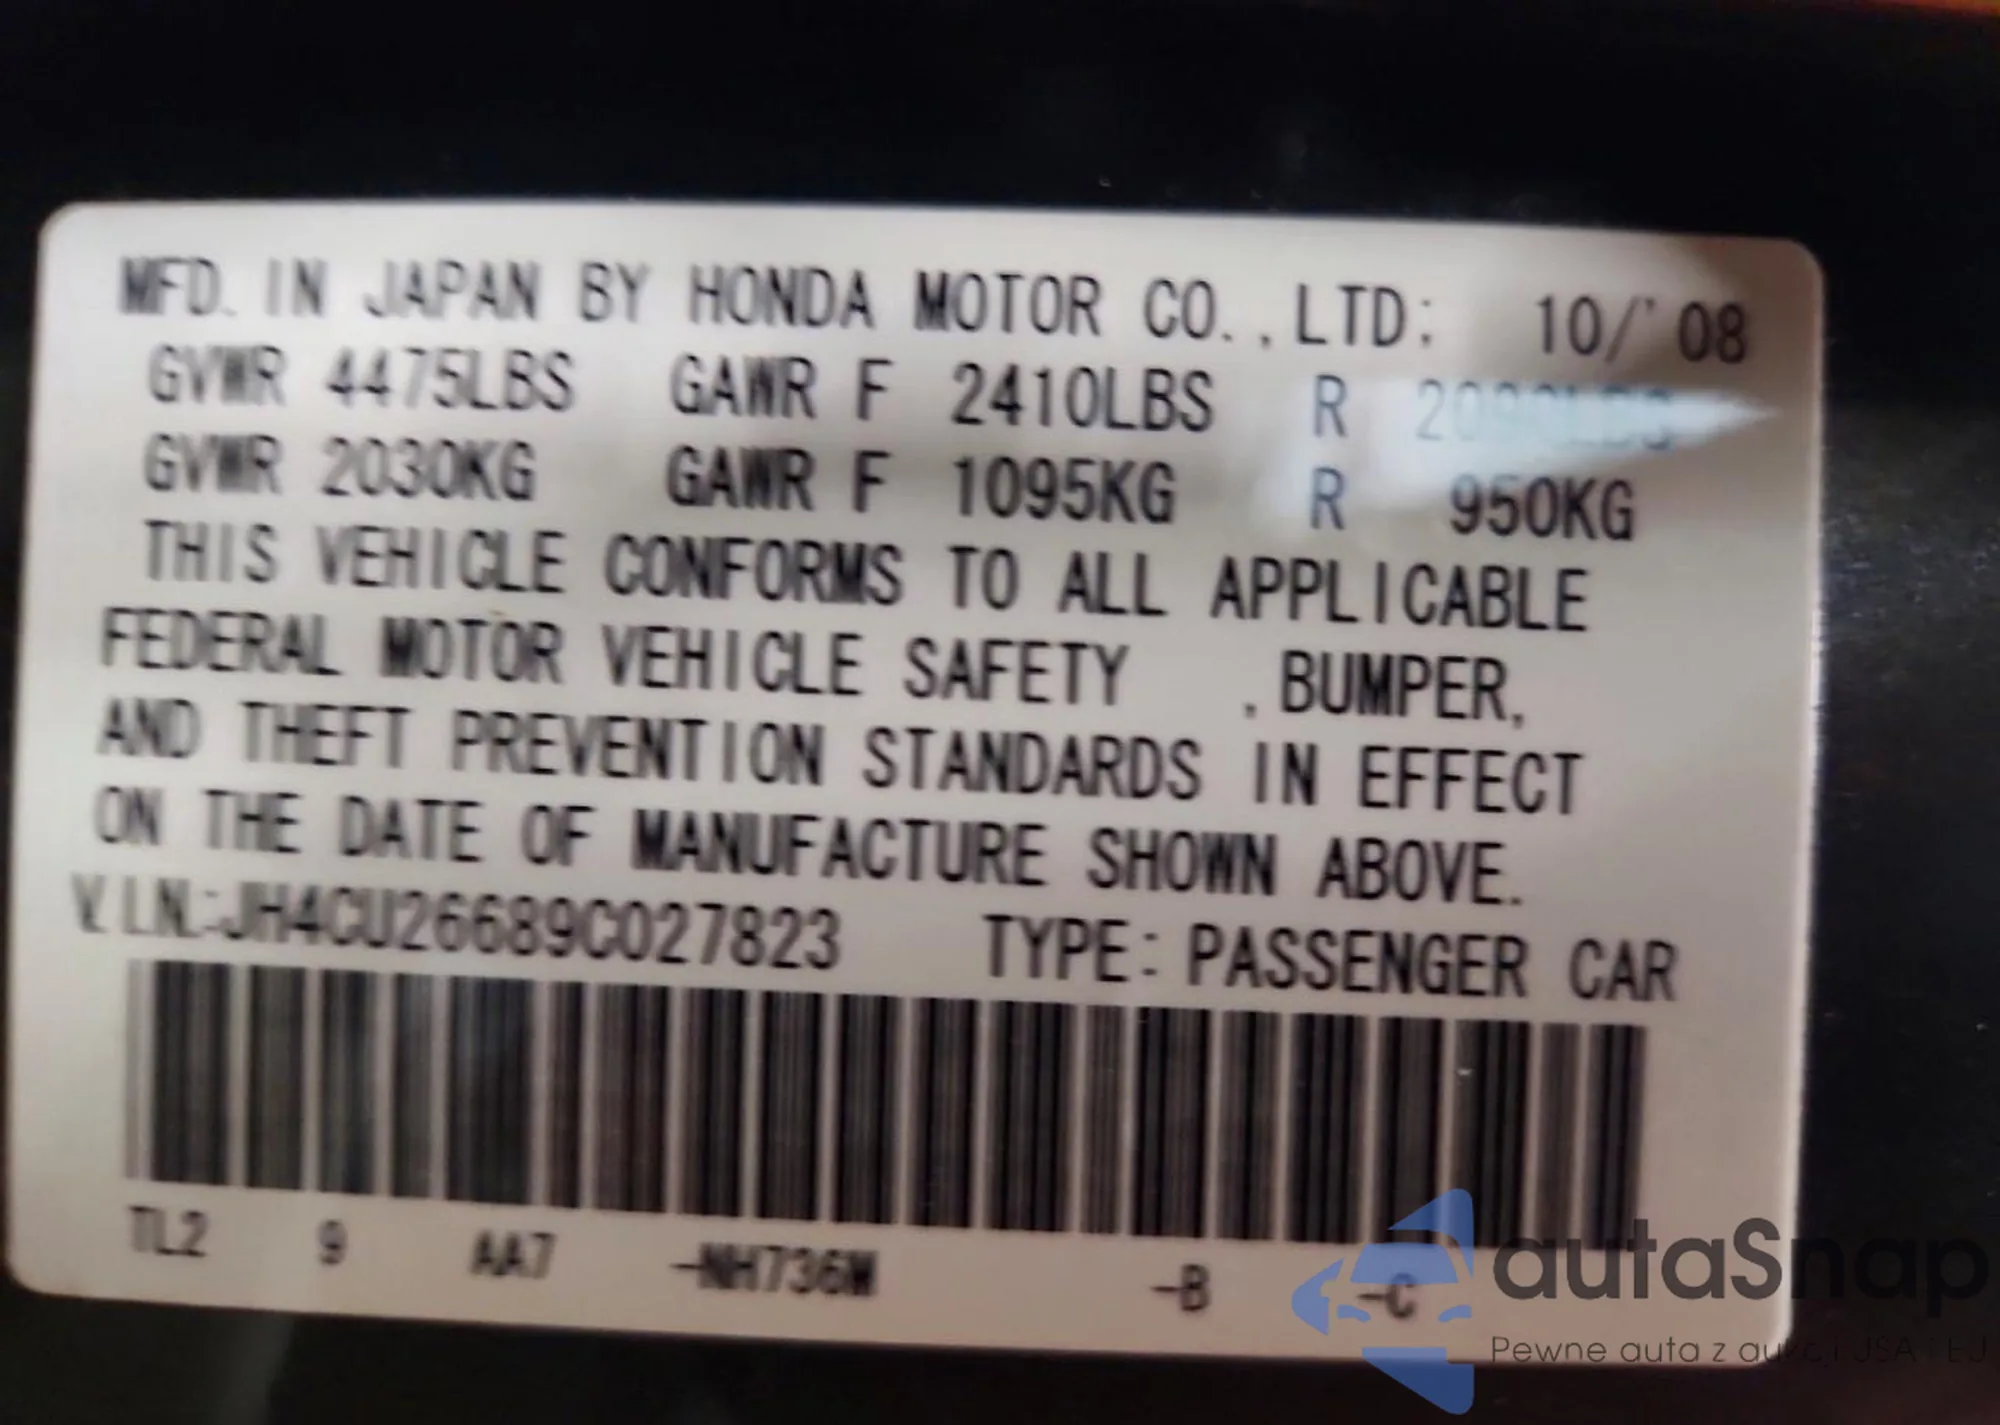 MFD. IN JAPAN BY HONDA MOTOR CO., LTD: 10/'08
GVWR 4475LBS GAWR F 2410LBS R
GVWR 2030KG GAWR F 1095KG R 950KG
THIS VEHICLE CONFORMS TO ALL APPLICABLE
FEDERAL MOTOR VEHICLE SAFETY , BUMPER,
AND THEFT PREVENTION STANDARDS IN EFFECT
ON THE DATE OF MANUFACTURE SHOWN ABOVE.
V.I.N.:JH4CU26689C027823 TYPE: PASSENGER CAR
TL2 9 AA7 -NH736M -B -C
autaSnap
Pewne auta z